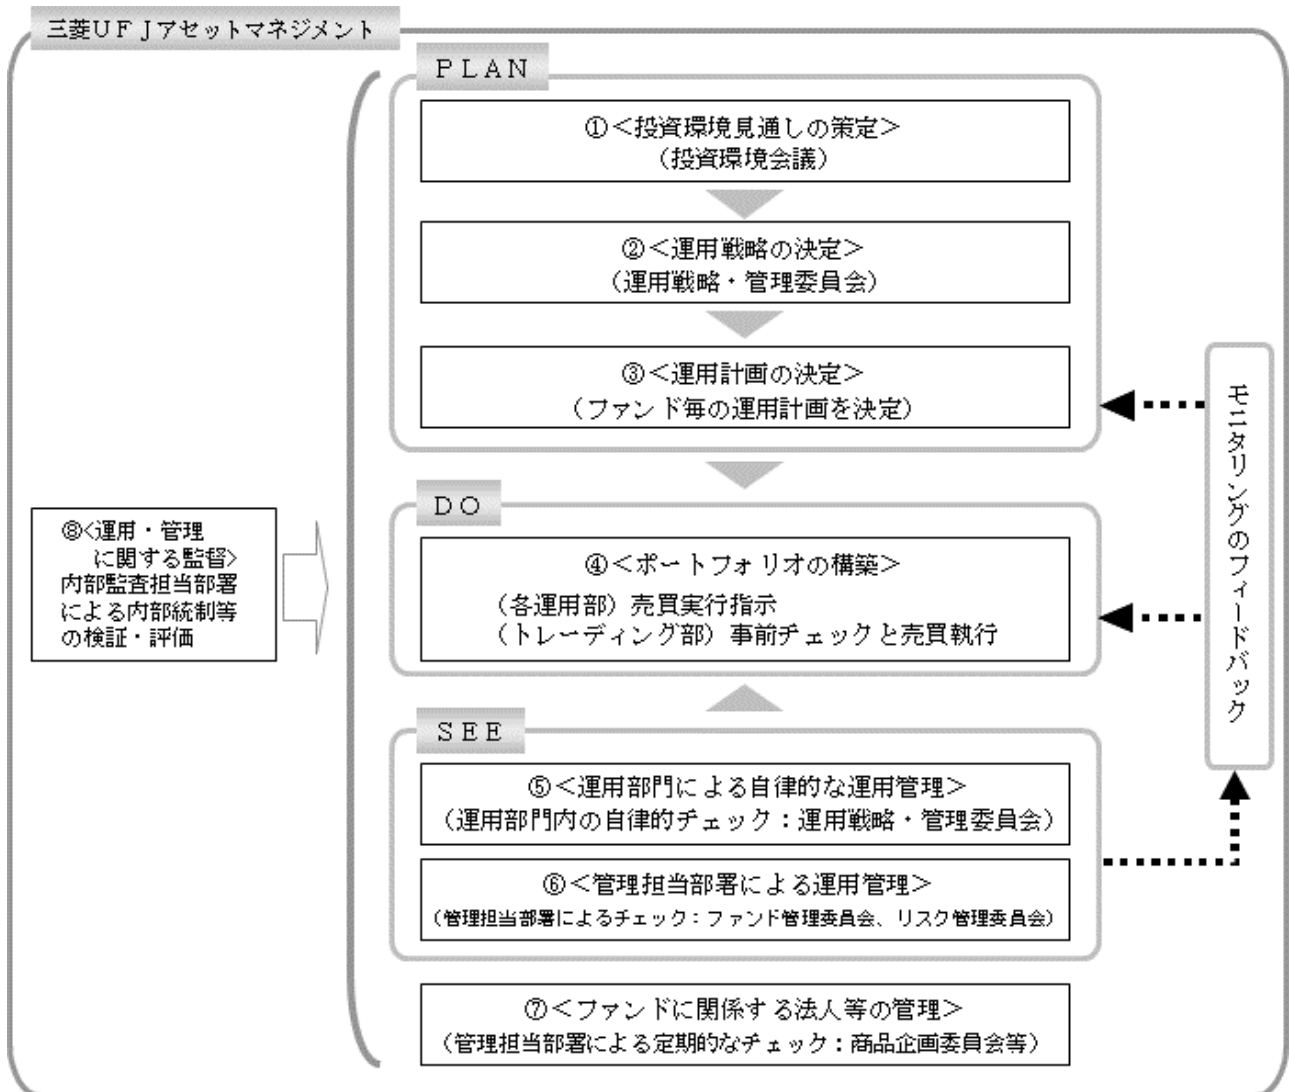 三菱ＵＦＪアセットマネジメント
ＰＬＡＮ
①＜投資環境見通しの策定＞
（投資環境会議）
②＜運用戦略の決定＞
（運用戦略・管理委員会）
③＜運用計画の決定＞
（ファンド毎の運用計画を決定）
ＤＯ
④＜ポートフォリオの構築＞
（各運用部）売買実行指示
（トレーディング部）事前チェックと売買執行
ＳＥＥ
⑤＜運用部門による自律的な運用管理＞
（運用部門内の自律的チェック：運用戦略・管理委員会）
⑥＜管理担当部署による運用管理＞
（管理担当部署によるチェック：ファンド管理委員会、リスク管理委員会）
⑦＜ファンドに関係する法人等の管理＞
（管理担当部署による定期的なチェック：商品企画委員会等）
⑧<運用・管理
に関する監督>
内部監査担当部署
による内部統制等
の検証・評価
モニタリングのフィードバック